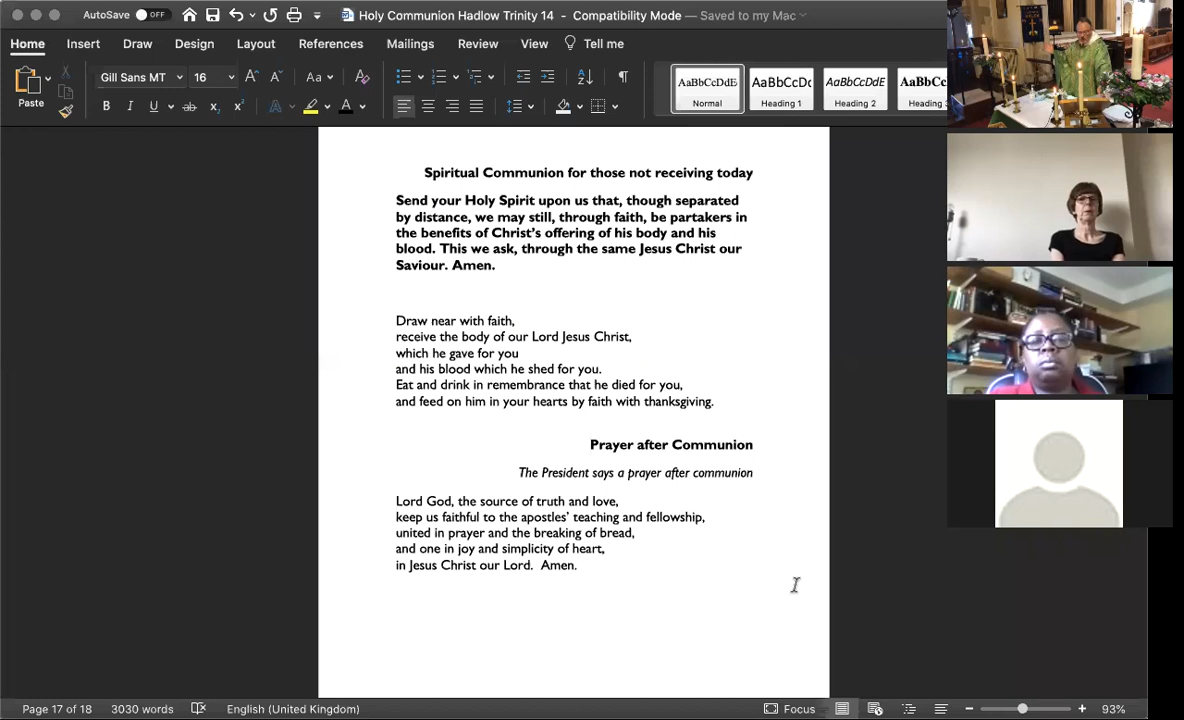 AutoSave OFF
Holy Communion Hadlow Trinity 14 - Compatibility Mode — Saved to my Mac
Home Insert Draw Design Layout References Mailings Review View Tell me
Paste
Gill Sans MT 16
AaBbCcDdE AaBbCcDc AaBbCcDdE AaBbCc
Normal Heading 1 Heading 2 Heading
Spiritual Communion for those not receiving today
Send your Holy Spirit upon us that, though separated
by distance, we may still, through faith, be partakers in
the benefits of Christ’s offering of his body and his
blood. This we ask, through the same Jesus Christ our
Saviour. Amen.
Draw near with faith,
receive the body of our Lord Jesus Christ,
which he gave for you
and his blood which he shed for you.
Eat and drink in remembrance that he died for you,
and feed on him in your hearts by faith with thanksgiving.
Prayer after Communion
The President says a prayer after communion
Lord God, the source of truth and love,
keep us faithful to the apostles’ teaching and fellowship,
united in prayer and the breaking of bread,
and one in joy and simplicity of heart,
in Jesus Christ our Lord. Amen.
Page 17 of 18 3030 words English (United Kingdom) Focus 93%